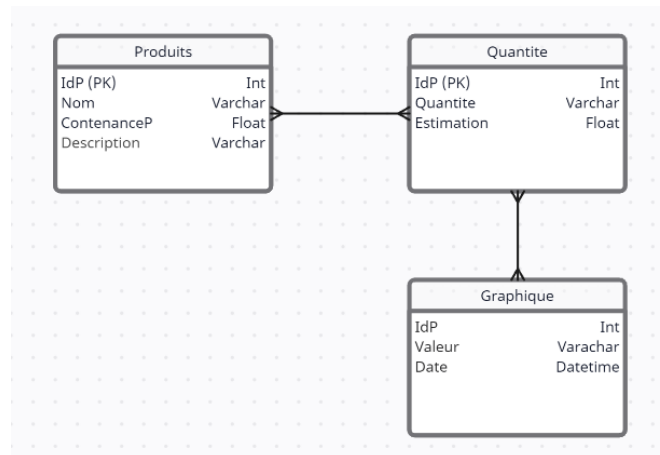 Produits
IdP (PK) Int
Nom Varchar
ContenanceP Float
Description Varchar
Quantite
IdP (PK) Int
Quantite Varchar
Estimation Float
Graphique
IdP Int
Valeur Varachar
Date Datetime